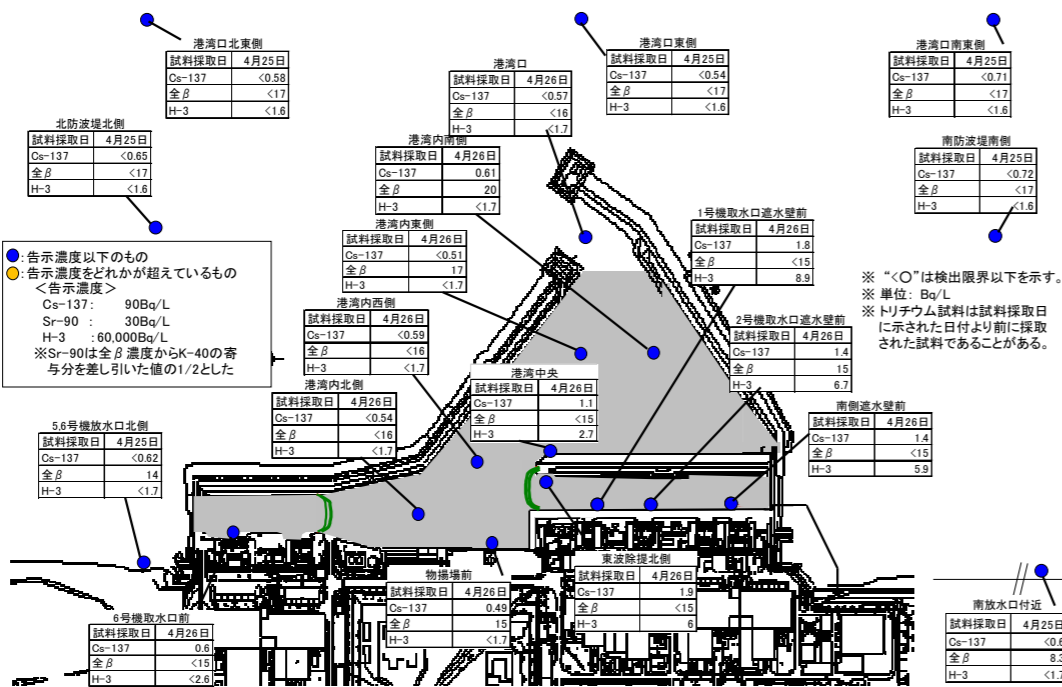 港湾口北東側
試料採取日 4月25日
Cs-137 <0.58
全β <17
H-3 <1.6
港湾口
試料採取日 4月26日
Cs-137 <0.57
全β <16
H-3 <1.7
港湾口東側
試料採取日 4月25日
Cs-137 <0.54
全β <17
H-3 <1.6
港湾口南東側
試料採取日 4月25日
Cs-137 <0.71
全β <16
H-3 <1.6
北防波堤北側
試料採取日 4月25日
Cs-137 <0.65
全β <17
H-3 <1.6
港湾内南側
試料採取日 4月26日
Cs-137 0.61
全β 20
H-3 <1.7
南防波堤南側
試料採取日 4月25日
Cs-137 <0.72
全β <17
H-3 <1.6
港湾内東側
試料採取日 4月26日
Cs-137 <0.51
全β 17
H-3 <1.7
1号機取水口遮水壁前
試料採取日 4月26日
Cs-137 1.8
全β <15
H-3 8.9
:告示濃度以下のもの
:告示濃度をどれかが超えているもの
<告示濃度>
Cs-137: 90Bq/L
Sr-90 : 30Bq/L
H-3 :60,000Bq/L
※Sr-90は全β濃度からK-40の寄
与分を差し引いた値の1/2とした
※ “<○”は検出限界以下を示す。
※ 単位: Bq/L
※ トリチウム試料は試料採取日
に示された日付より前に採取
された試料であることがある。
港湾内西側
試料採取日 4月26日
Cs-137 <0.59
全β <16
H-3 <1.7
2号機取水口遮水壁前
試料採取日 4月26日
Cs-137 1.4
全β 15
H-3 6.7
港湾中央
試料採取日 4月26日
Cs-137 1.1
全β <15
H-3 2.7
港湾内北側
試料採取日 4月26日
Cs-137 <0.54
全β <16
H-3 <1.7
南側遮水壁前
試料採取日 4月26日
Cs-137 1.4
全β <15
H-3 5.9
5,6号機放水口北側
試料採取日 4月25日
Cs-137 <0.62
全β 14
H-3 <1.7
東波除提北側
試料採取日 4月26日
Cs-137 1.9
全β <15
H-3 6
物揚場前
試料採取日 4月26日
Cs-137 0.49
全β 15
H-3 <1.7
6号機取水口前
試料採取日 4月26日
Cs-137 0.6
全β <15
H-3 <2.6
南放水口付近
試料採取日 4月25日
Cs-137 <0.6
全β 8.3
H-3 <1.